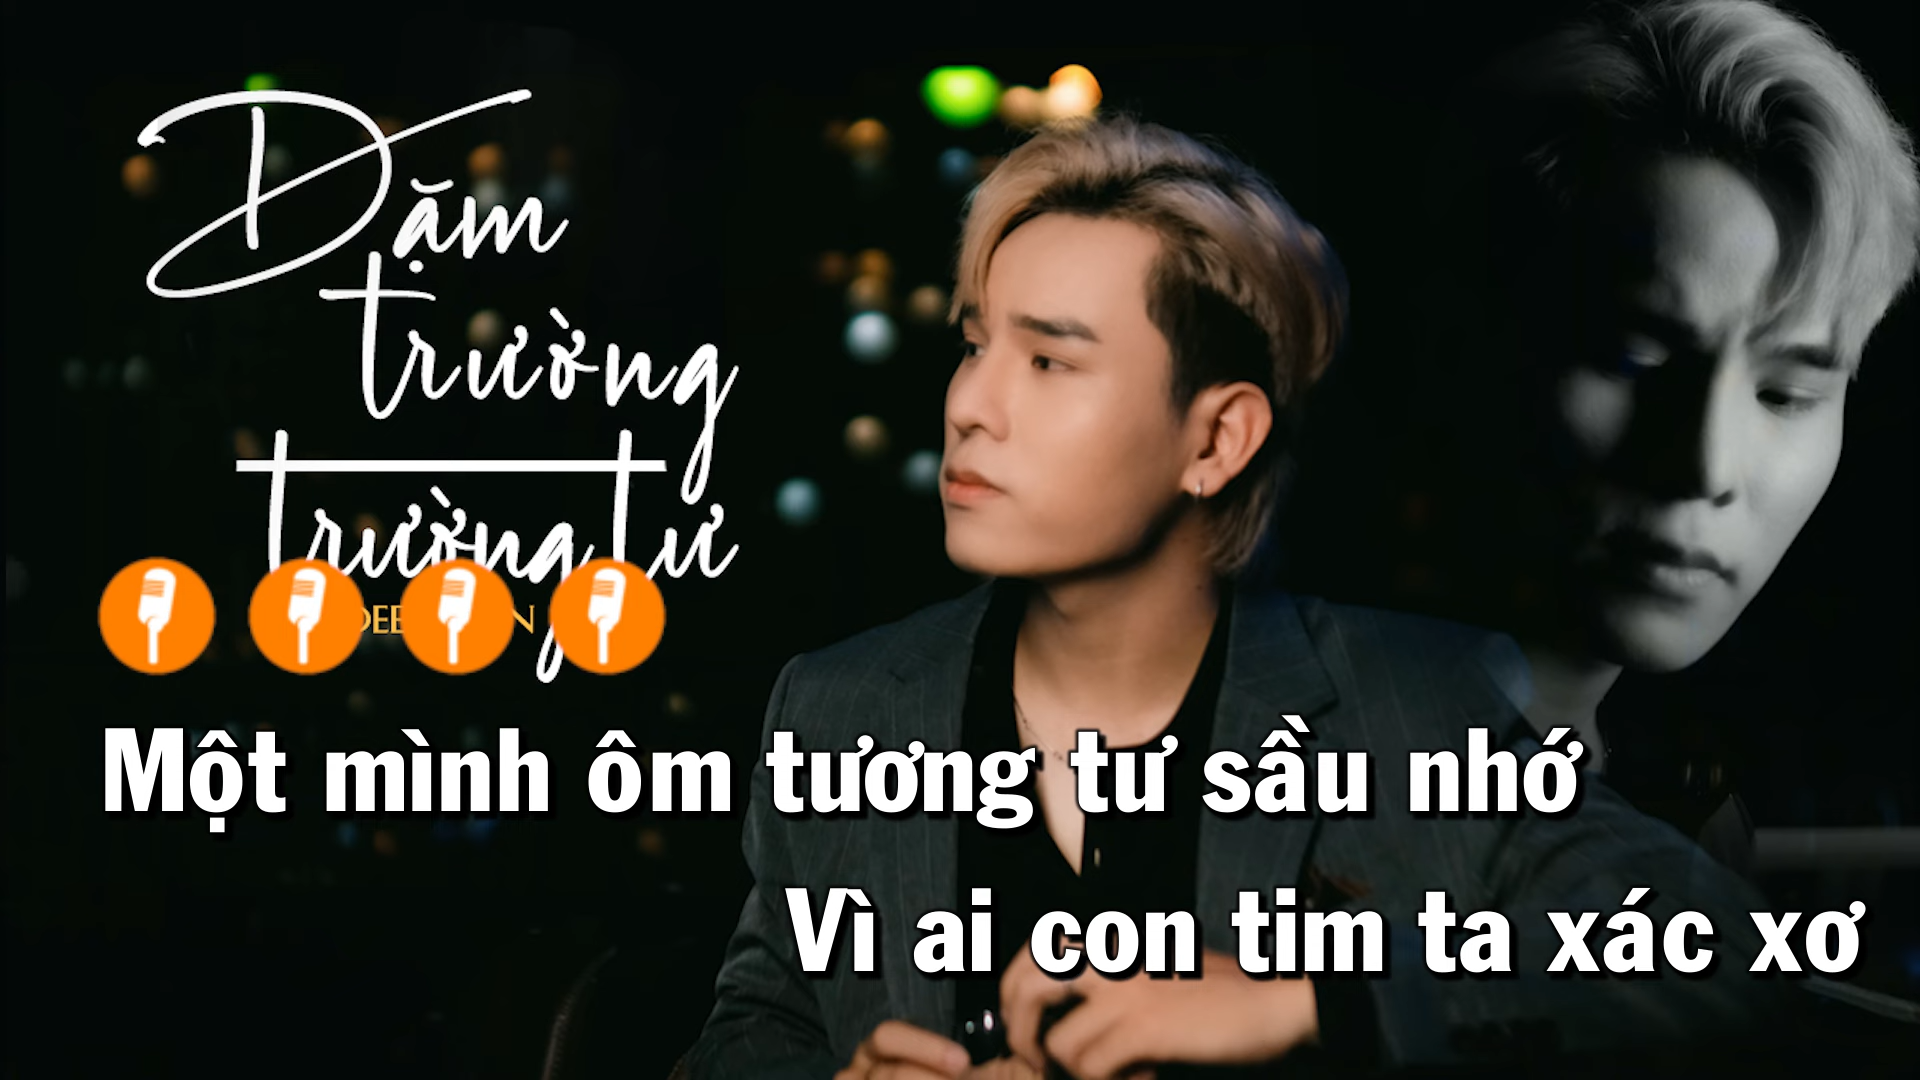 Dặm
trường
trường tư
Một mình ôm tương tư sầu nhớ
Vì ai con tim ta xác xơ